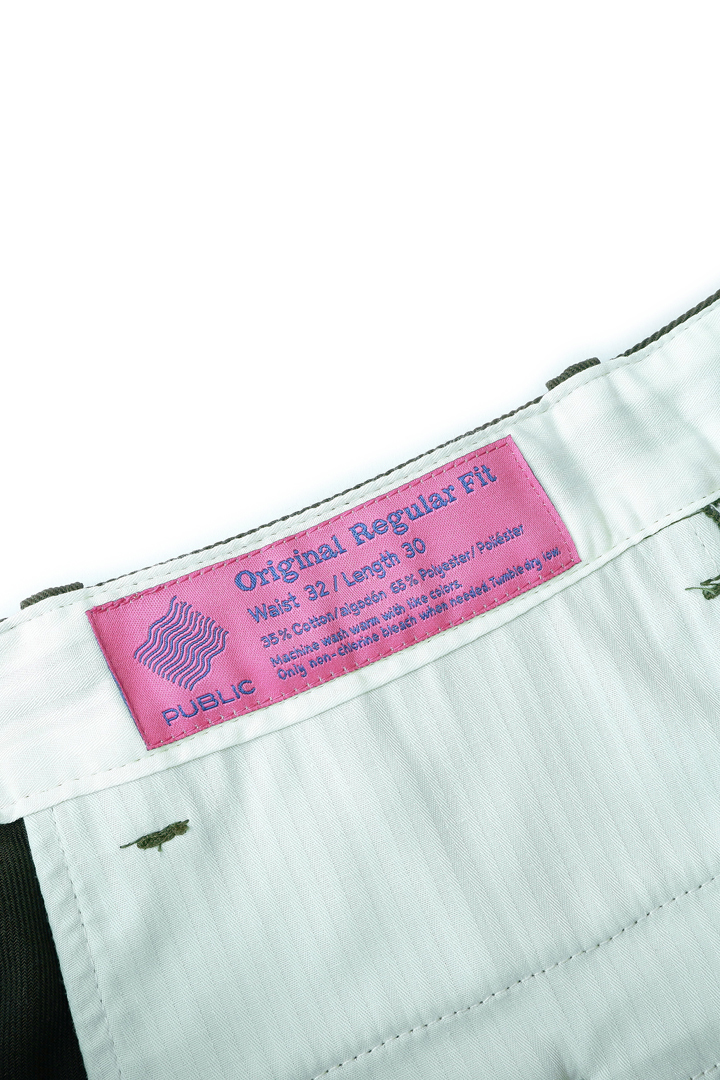 Original Regular Fit
Waist 32 / Length 30
35% Cotton/algozón 65% Polyester/Poliéster
Machine wash warm with like colors.
Only non-chlorine bleach when needed Tumble dry low.
PUBLiC